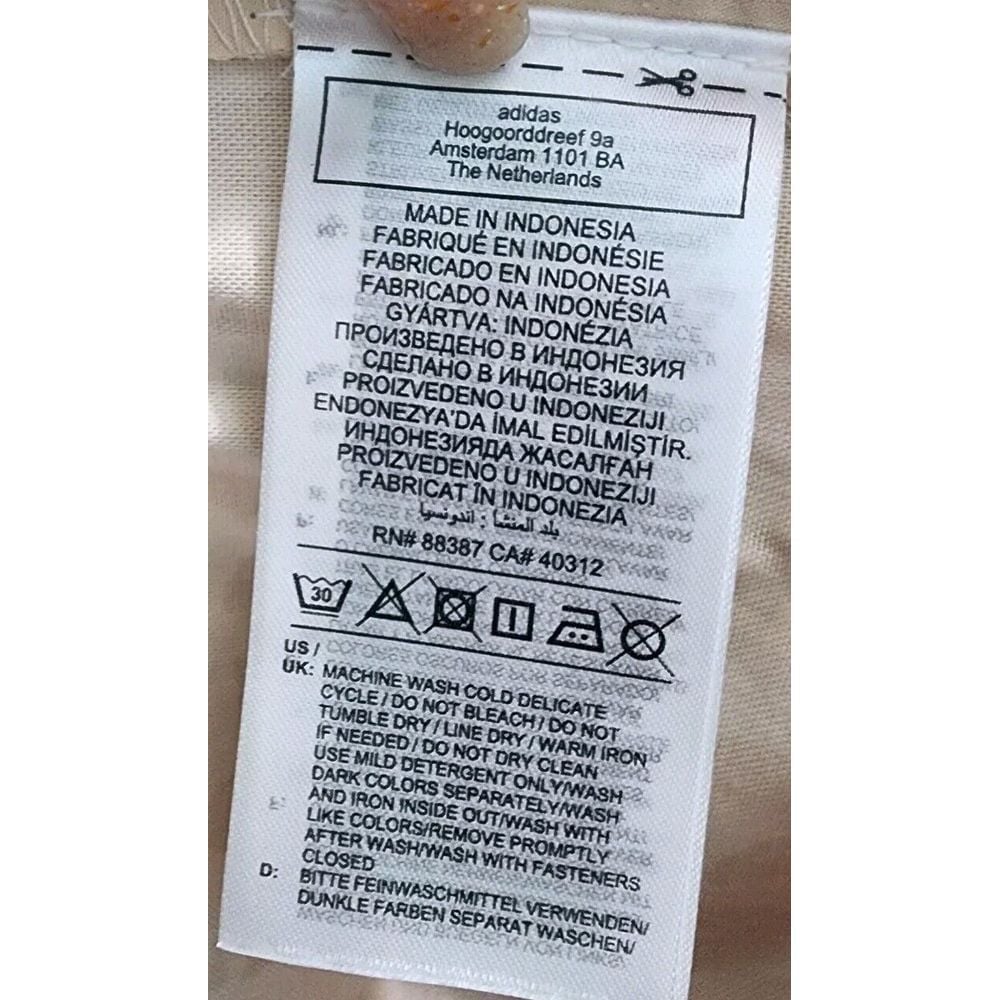 adidas
Hoogoorddreef 9a
Amsterdam 1101 BA
The Netherlands
MADE IN INDONESIA
FABRIQUÉ EN INDONÉSIE
FABRICADO EN INDONESIA
FABRICADO NA INDONÉSIA
GYÁRTVA: INDONÉZIA
ПРОИЗВЕДЕНО В ИНДОНЕЗИЯ
СДЕЛАНО В ИНДОНЕЗИИ
PROIZVEDENO U INDONEZIJI
ENDONEZYA'DA İMAL EDİLMİŞTİR.
ИНДОНЕЗИЯДА ЖАСАЛҒАН
PROIZVEDENO U INDONEZIJI
FABRICAT ÎN INDONEZIA
بلد المنشأ : اندونسيا
RN# 88387 CA# 40312
30
US /
UK: MACHINE WASH COLD DELICATE
CYCLE / DO NOT BLEACH / DO NOT
TUMBLE DRY / LINE DRY / WARM IRON
IF NEEDED / DO NOT DRY CLEAN
USE MILD DETERGENT ONLY/WASH
DARK COLORS SEPARATELY/WASH
AND IRON INSIDE OUT/WASH WITH
LIKE COLORS/REMOVE PROMPTLY
AFTER WASH/WASH WITH FASTENERS
CLOSED
D: BITTE FEINWASCHMITTEL VERWENDEN/
DUNKLE FARBEN SEPARAT WASCHEN/